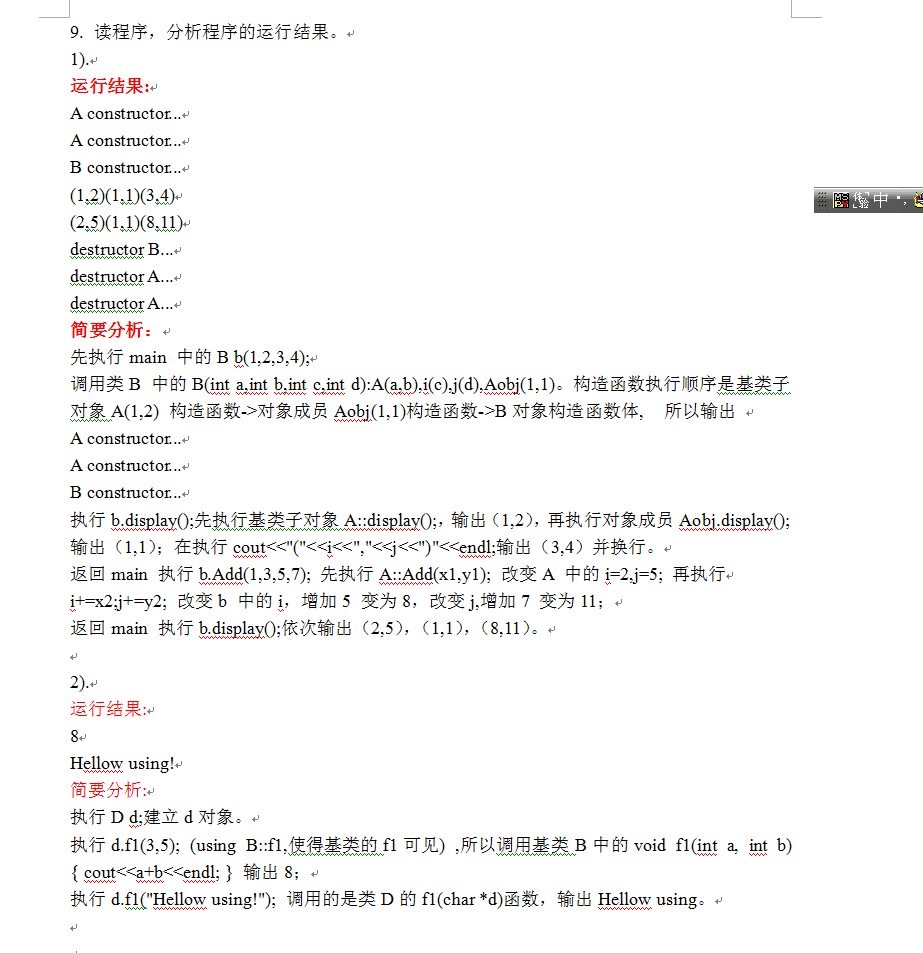 9. 读程序，分析程序的运行结果。
1).
运行结果:
A constructor...
A constructor...
B constructor...
(1,2)(1,1)(3,4)
(2,5)(1,1)(8,11)
destructor B...
destructor A...
destructor A...
简要分析：
先执行 main 中的 B b(1,2,3,4);
调用类 B 中的 B(int a,int b,int c,int d):A(a,b),i(c),j(d),Aobj(1,1)。构造函数执行顺序是基类子
对象 A(1,2) 构造函数->对象成员 Aobj(1,1)构造函数->B 对象构造函数体, 所以输出
A constructor...
A constructor...
B constructor...
执行 b.display();先执行基类子对象 A::display();，输出（1,2），再执行对象成员 Aobj.display();
输出（1,1）；在执行 cout<<"("<<i<<","<<j<<")"<<endl;输出（3,4）并换行。
返回 main 执行 b.Add(1,3,5,7); 先执行 A::Add(x1,y1); 改变 A 中的 i=2,j=5; 再执行
i+=x2;j+=y2; 改变 b 中的 i，增加 5 变为 8，改变 j,增加 7 变为 11；
返回 main 执行 b.display();依次输出（2,5），（1,1），（8,11）。
2).
运行结果:
8
Hellow using!
简要分析:
执行 D d;建立 d 对象。
执行 d.f1(3,5); (using B::f1,使得基类的 f1 可见) ,所以调用基类 B 中的 void f1(int a, int b)
{ cout<<a+b<<endl; } 输出 8；
执行 d.f1("Hellow using!"); 调用的是类 D 的 f1(char *d)函数，输出 Hellow using。
中